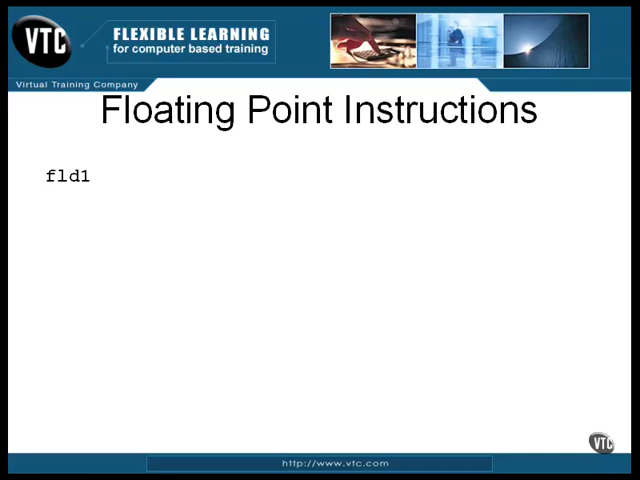 VTC
FLEXIBLE LEARNING
for computer based training
Virtual Training Company
Floating Point Instructions
fld1
VTC
http://www.vtc.com